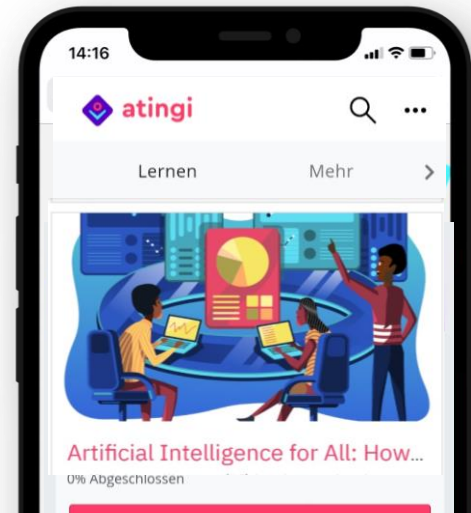 14:16
atingi
Lernen Mehr
Artificial Intelligence for All: How...
0% Abgeschlossen